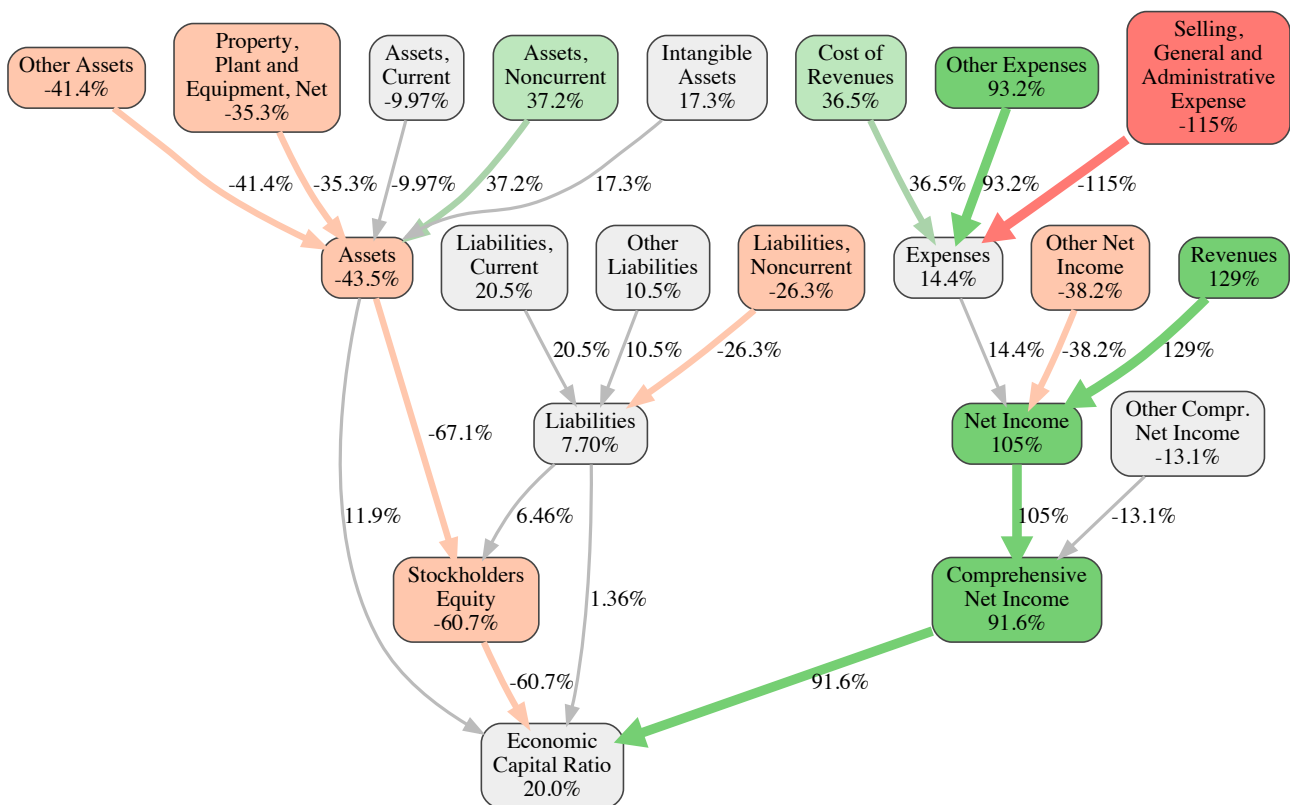 Other Assets
-41.4%
Property,
Plant and
Equipment, Net
-35.3%
Assets,
Current
-9.97%
Assets,
Noncurrent
37.2%
Intangible
Assets
17.3%
Cost of
Revenues
36.5%
Other Expenses
93.2%
Selling,
General and
Administrative
Expense
-115%
-41.4%
-35.3%
-9.97%
37.2%
17.3%
36.5%
93.2%
-115%
Assets
-43.5%
Liabilities,
Current
20.5%
Other
Liabilities
10.5%
Liabilities,
Noncurrent
-26.3%
Expenses
14.4%
Other Net
Income
-38.2%
Revenues
129%
20.5%
10.5%
-26.3%
14.4%
-38.2%
129%
-67.1%
Liabilities
7.70%
Net Income
105%
Other Compr.
Net Income
-13.1%
11.9%
6.46%
105%
-13.1%
Stockholders
Equity
-60.7%
1.36%
Comprehensive
Net Income
91.6%
-60.7%
91.6%
Economic
Capital Ratio
20.0%